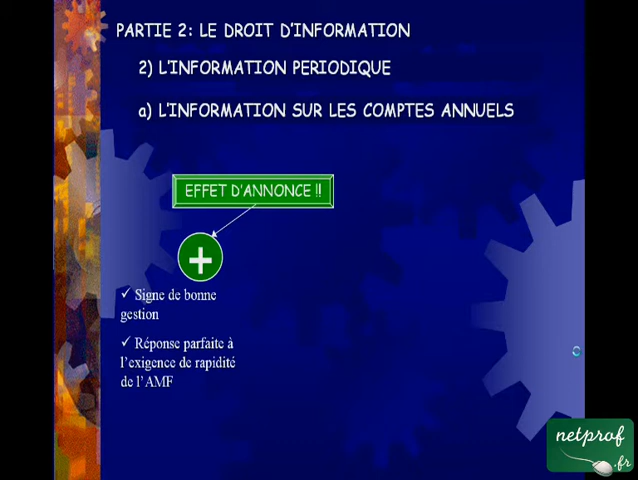 PARTIE 2: LE DROIT D'INFORMATION
2) L'INFORMATION PERIODIQUE
a) L'INFORMATION SUR LES COMPTES ANNUELS
EFFET D'ANNONCE !!
+
✓ Signe de bonne
gestion
✓ Réponse parfaite à
l'exigence de rapidité
de l'AMF
netprof
.fr